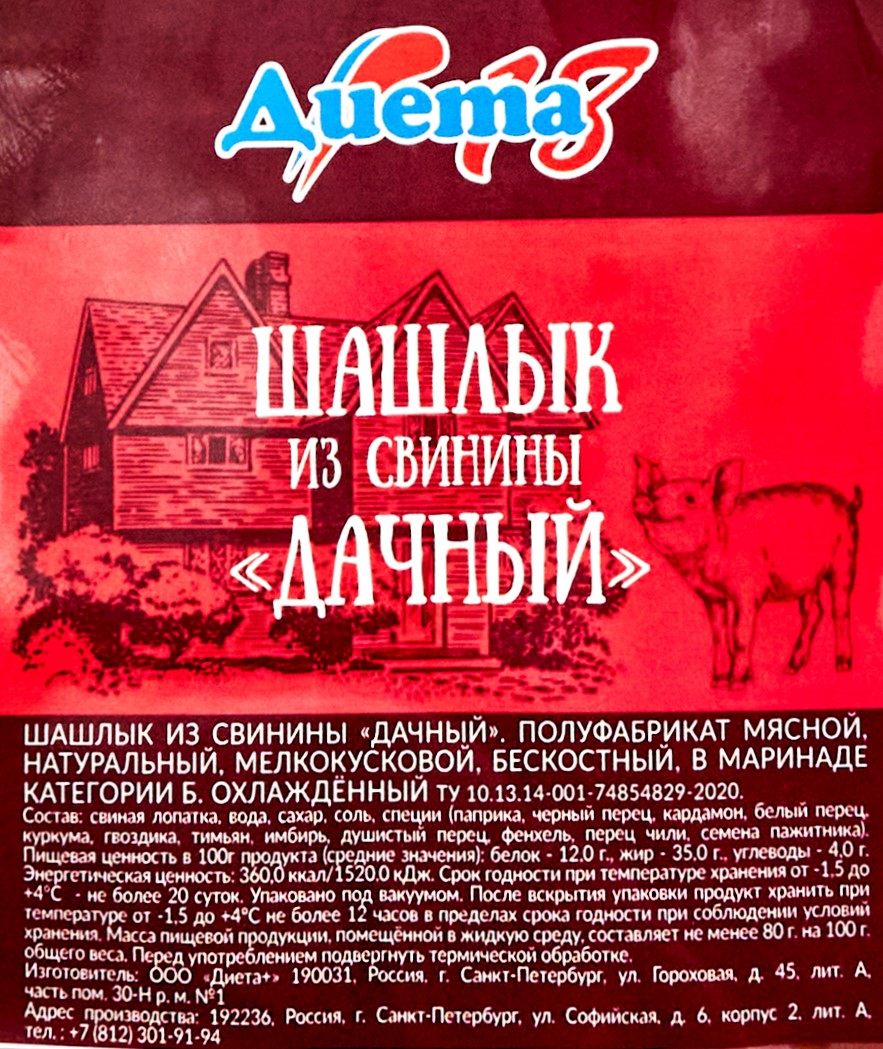 Диета 18
ШАШЛЫК
ИЗ СВИНИНЫ
«ДАЧНЫЙ»
ШАШЛЫК ИЗ СВИНИНЫ «ДАЧНЫЙ». ПОЛУФАБРИКАТ МЯСНОЙ,
НАТУРАЛЬНЫЙ, МЕЛКОКУСКОВОЙ, БЕСКОСТНЫЙ, В МАРИНАДЕ
КАТЕГОРИИ Б. ОХЛАЖДЁННЫЙ ТУ 10.13.14-001-74854829-2020.
Состав: свиная лопатка, вода, сахар, соль, специи (паприка, черный перец, кардамон, белый перец,
куркума, гвоздика, тимьян, имбирь, душистый перец, фенхель, перец чили, семена пажитника).
Пищевая ценность в 100г продукта (средние значения): белок - 12.0 г., жир - 35.0 г., углеводы - 4,0 г.
Энергетическая ценность: 360,0 ккал/1520.0 кДж. Срок годности при температуре хранения от -1.5 до
+4°С - не более 20 суток. Упаковано под вакуумом. После вскрытия упаковки продукт хранить при
температуре от -1,5 до +4°С не более 12 часов в пределах срока годности при соблюдении условий
хранения. Масса пищевой продукции, помещённой в жидкую среду, составляет не менее 80 г. на 100 г.
общего веса. Перед употреблением подвергнуть термической обработке.
Изготовитель: ООО «Диета+» 190031, Россия, г. Санкт-Петербург, ул. Гороховая, д. 45, лит. А,
часть пом. 30-Н р. м. №1
Адрес производства: 192236, Россия, г. Санкт-Петербург, ул. Софийская, д. 6, корпус 2, лит. А,
тел. : +7 (812) 301-91-94